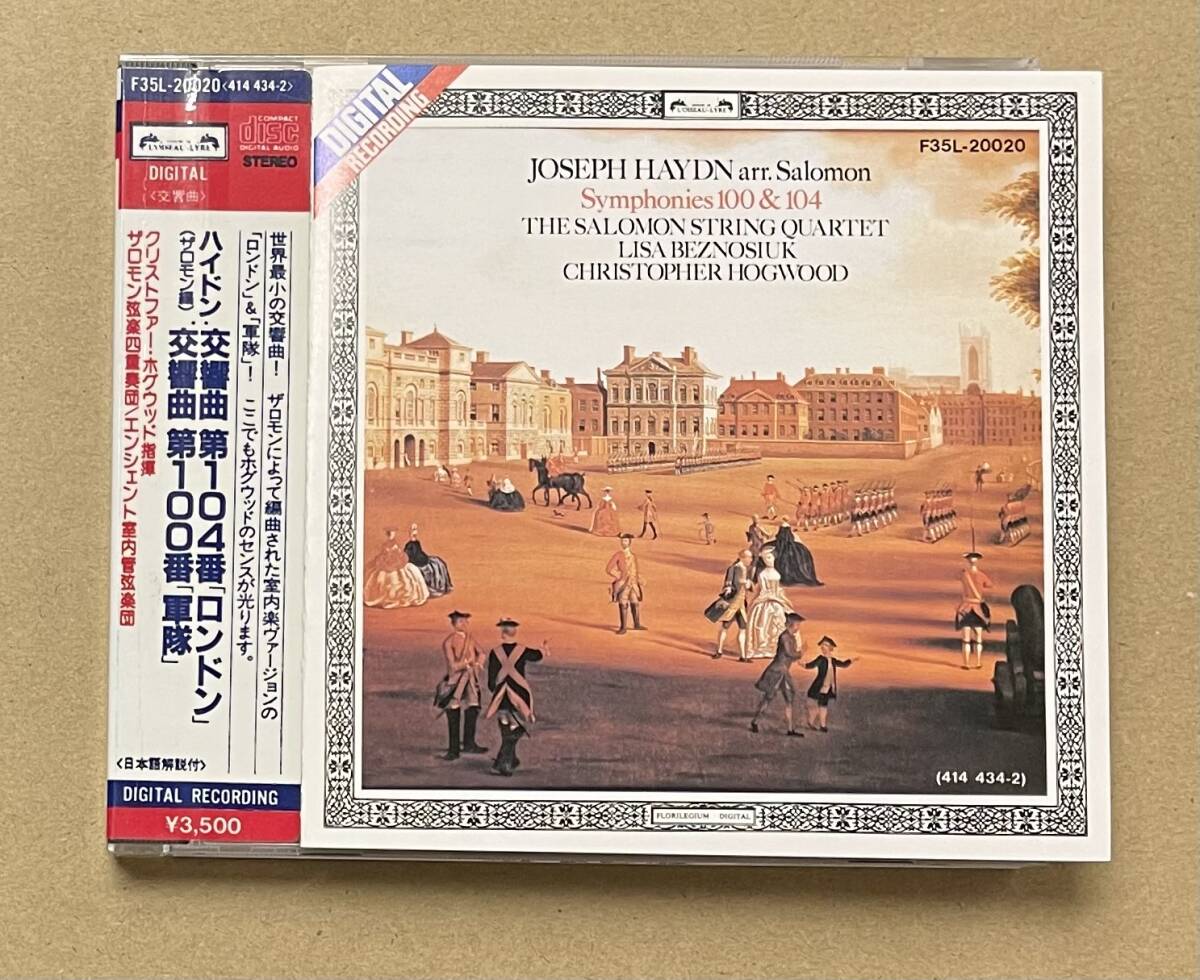 F35L-20020<414 434-2>
L'OISEAU-LYRE
COMPACT
disc
DIGITAL AUDIO
DIGITAL
STEREO
〈交響曲〉
世界最小の交響曲! ザロモンによって編曲された室内楽ヴァージョンの
「ロンドン」&「軍隊」! ここでもホグウッドのセンスが光ります。
ハイドン:交響曲 第104番「ロンドン」
(ザロモン編):交響曲 第100番「軍隊」
クリストファー・ホグウッド指揮
ザロモン弦楽四重奏団/エンシェント室内管弦楽団
〈日本語解説付〉
DIGITAL RECORDING
¥3,500
DIGITAL
RECORDING
L'OISEAU-LYRE
F35L-20020
JOSEPH HAYDN arr. Salomon
Symphonies 100 & 104
THE SALOMON STRING QUARTET
LISA BEZNOSIUK
CHRISTOPHER HOGWOOD
(414 434-2)
FLORILEGIUM DIGITAL